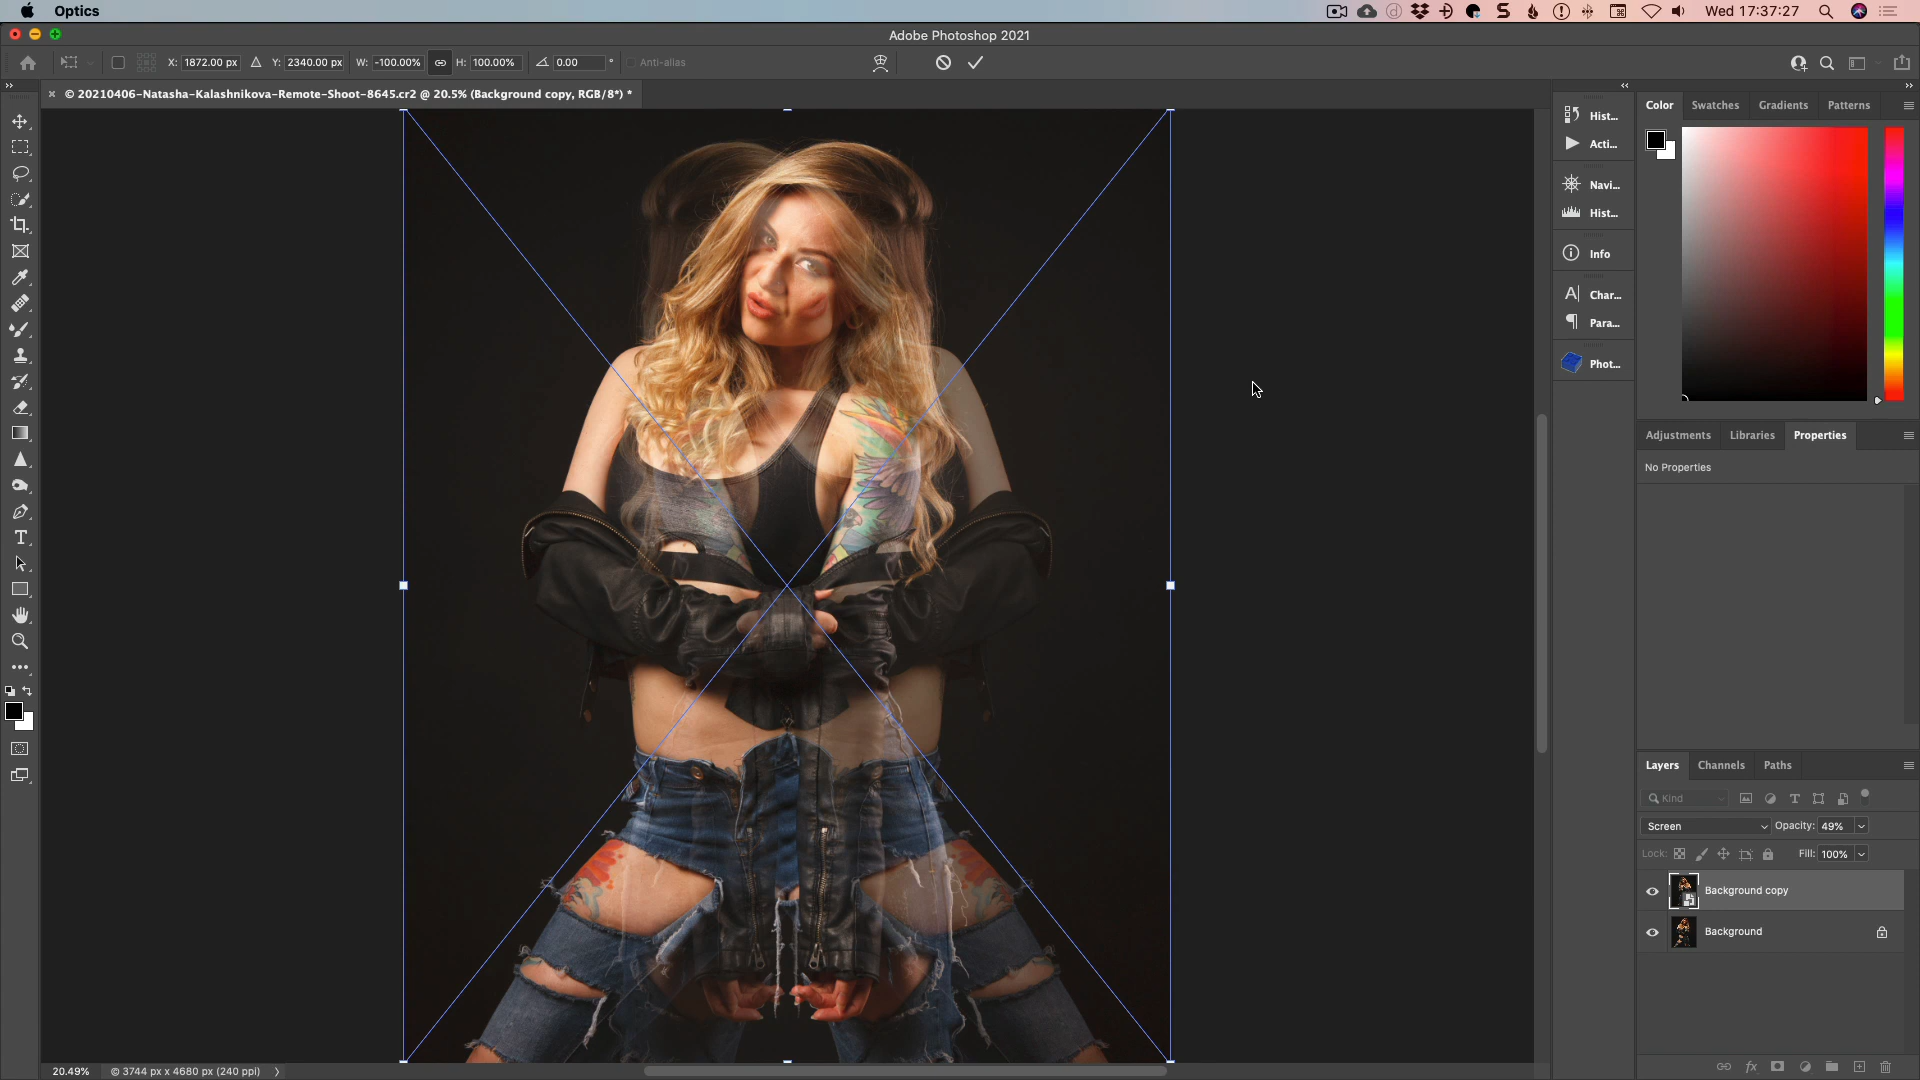 Optics
Wed 17:37:27
Adobe Photoshop 2021
X: 1872.00 px Y: 2340.00 px W: -100.00% H: 100.00% 0.00 ° Anti-alias
© 20210406-Natasha-Kalashnikova-Remote-Shoot-8645.cr2 @ 20.5% (Background copy, RGB/8*) *
Hist...
Acti...
Navi...
Hist...
Info
Char...
Para...
Phot...
Color Swatches Gradients Patterns
Adjustments Libraries Properties
No Properties
Layers Channels Paths
Kind
Screen Opacity: 49%
Lock: Fill: 100%
Background copy
Background
20.49% © 3744 px x 4680 px (240 ppi)